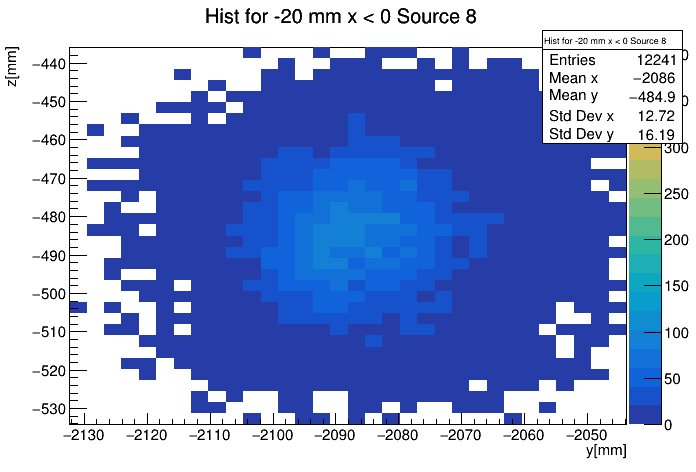 Hist for -20 mm x < 0 Source 8
Hist for -20 mm x < 0 Source 8
Entries 12241
Mean x −2086
Mean y −484.9
Std Dev x 12.72
Std Dev y 16.19
z[mm]
−440
−450
−460
−470
−480
−490
−500
−510
−520
−530
−2130 −2120 −2110 −2100 −2090 −2080 −2070 −2060 −2050
y[mm]
300
250
200
150
100
50
0